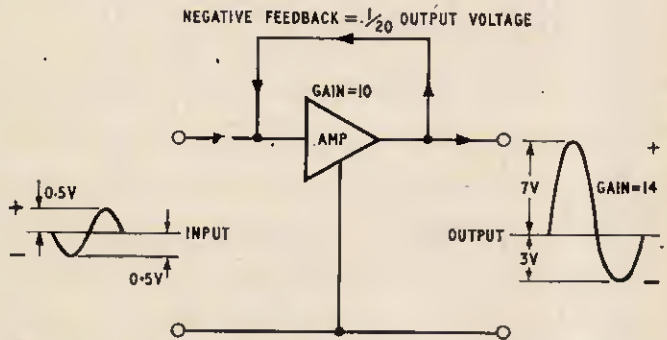 NEGATIVE FEEDBACK = 1/20 OUTPUT VOLTAGE
GAIN=10
AMP
+
0.5V
-
INPUT
0.5V
OUTPUT
7V
3V
+
GAIN=14
-